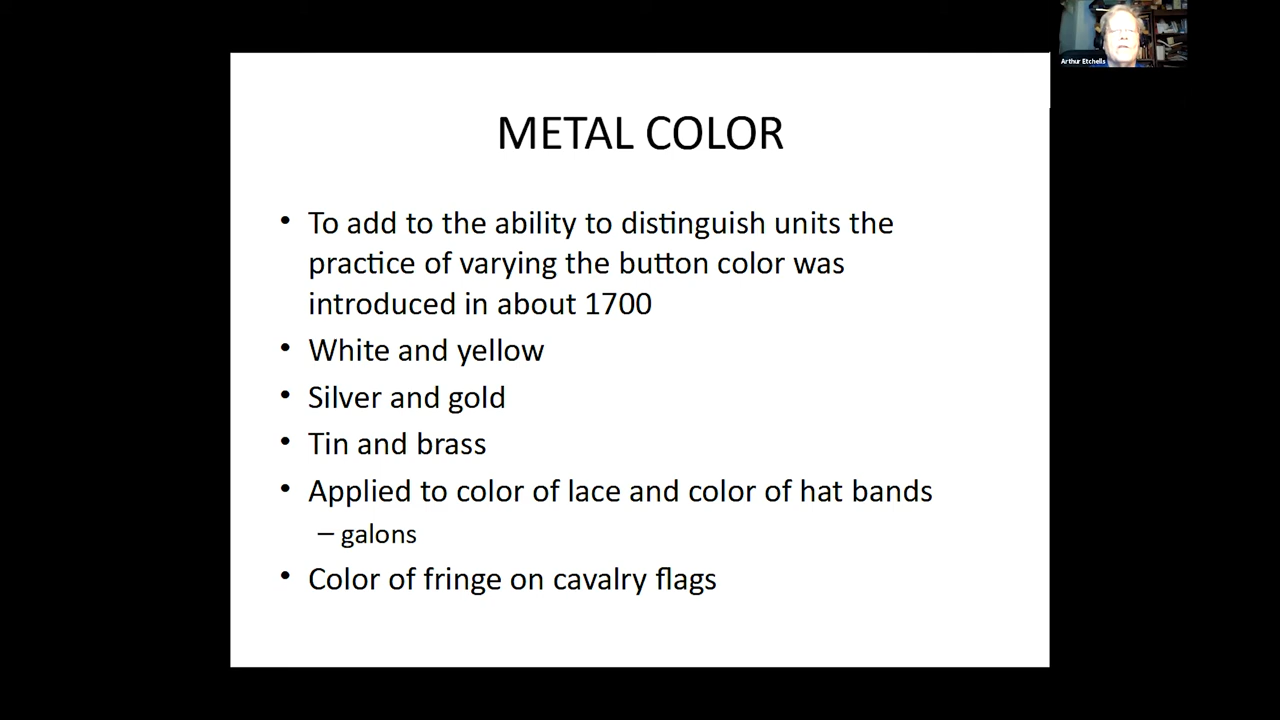 Arthur Etchells
METAL COLOR
• To add to the ability to distinguish units the
practice of varying the button color was
introduced in about 1700
• White and yellow
• Silver and gold
• Tin and brass
• Applied to color of lace and color of hat bands
– galons
• Color of fringe on cavalry flags